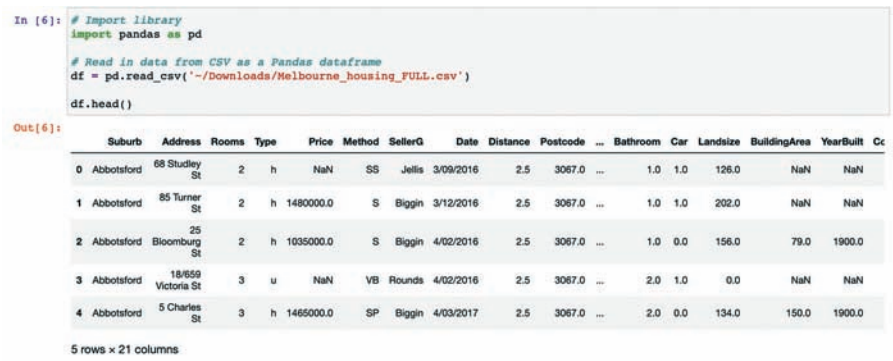 In [6]: # Import library
import pandas as pd
# Read in data from CSV as a Pandas dataframe
df = pd.read_csv('~/Downloads/Melbourne_housing_FULL.csv')
df.head()
Out[6]:
Suburb Address Rooms Type Price Method SellerG Date Distance Postcode ... Bathroom Car Landsize BuildingArea YearBuilt Cc
0 Abbotsford 68 Studley St 2 h NaN SS Jellis 3/09/2016 2.5 3067.0 ... 1.0 1.0 126.0 NaN NaN
1 Abbotsford 85 Turner St 2 h 1480000.0 S Biggin 3/12/2016 2.5 3067.0 ... 1.0 1.0 202.0 NaN NaN
2 Abbotsford 25 Bloomburg St 2 h 1035000.0 S Biggin 4/02/2016 2.5 3067.0 ... 1.0 0.0 156.0 79.0 1900.0
3 Abbotsford 18/659 Victoria St 3 u NaN VB Rounds 4/02/2016 2.5 3067.0 ... 2.0 1.0 0.0 NaN NaN
4 Abbotsford 5 Charles St 3 h 1465000.0 SP Biggin 4/03/2017 2.5 3067.0 ... 2.0 0.0 134.0 150.0 1900.0
5 rows × 21 columns